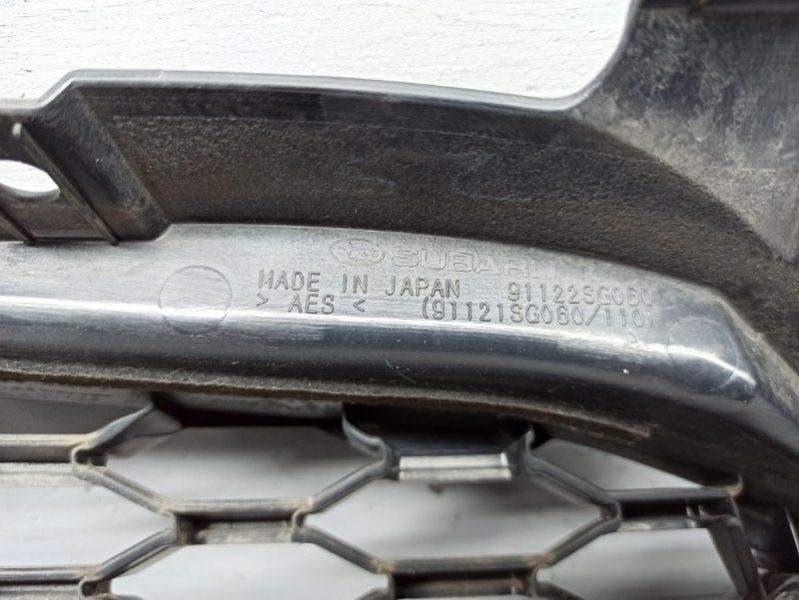 SUBARU
MADE IN JAPAN 91122SG060
> AES < (91121SG060/110)